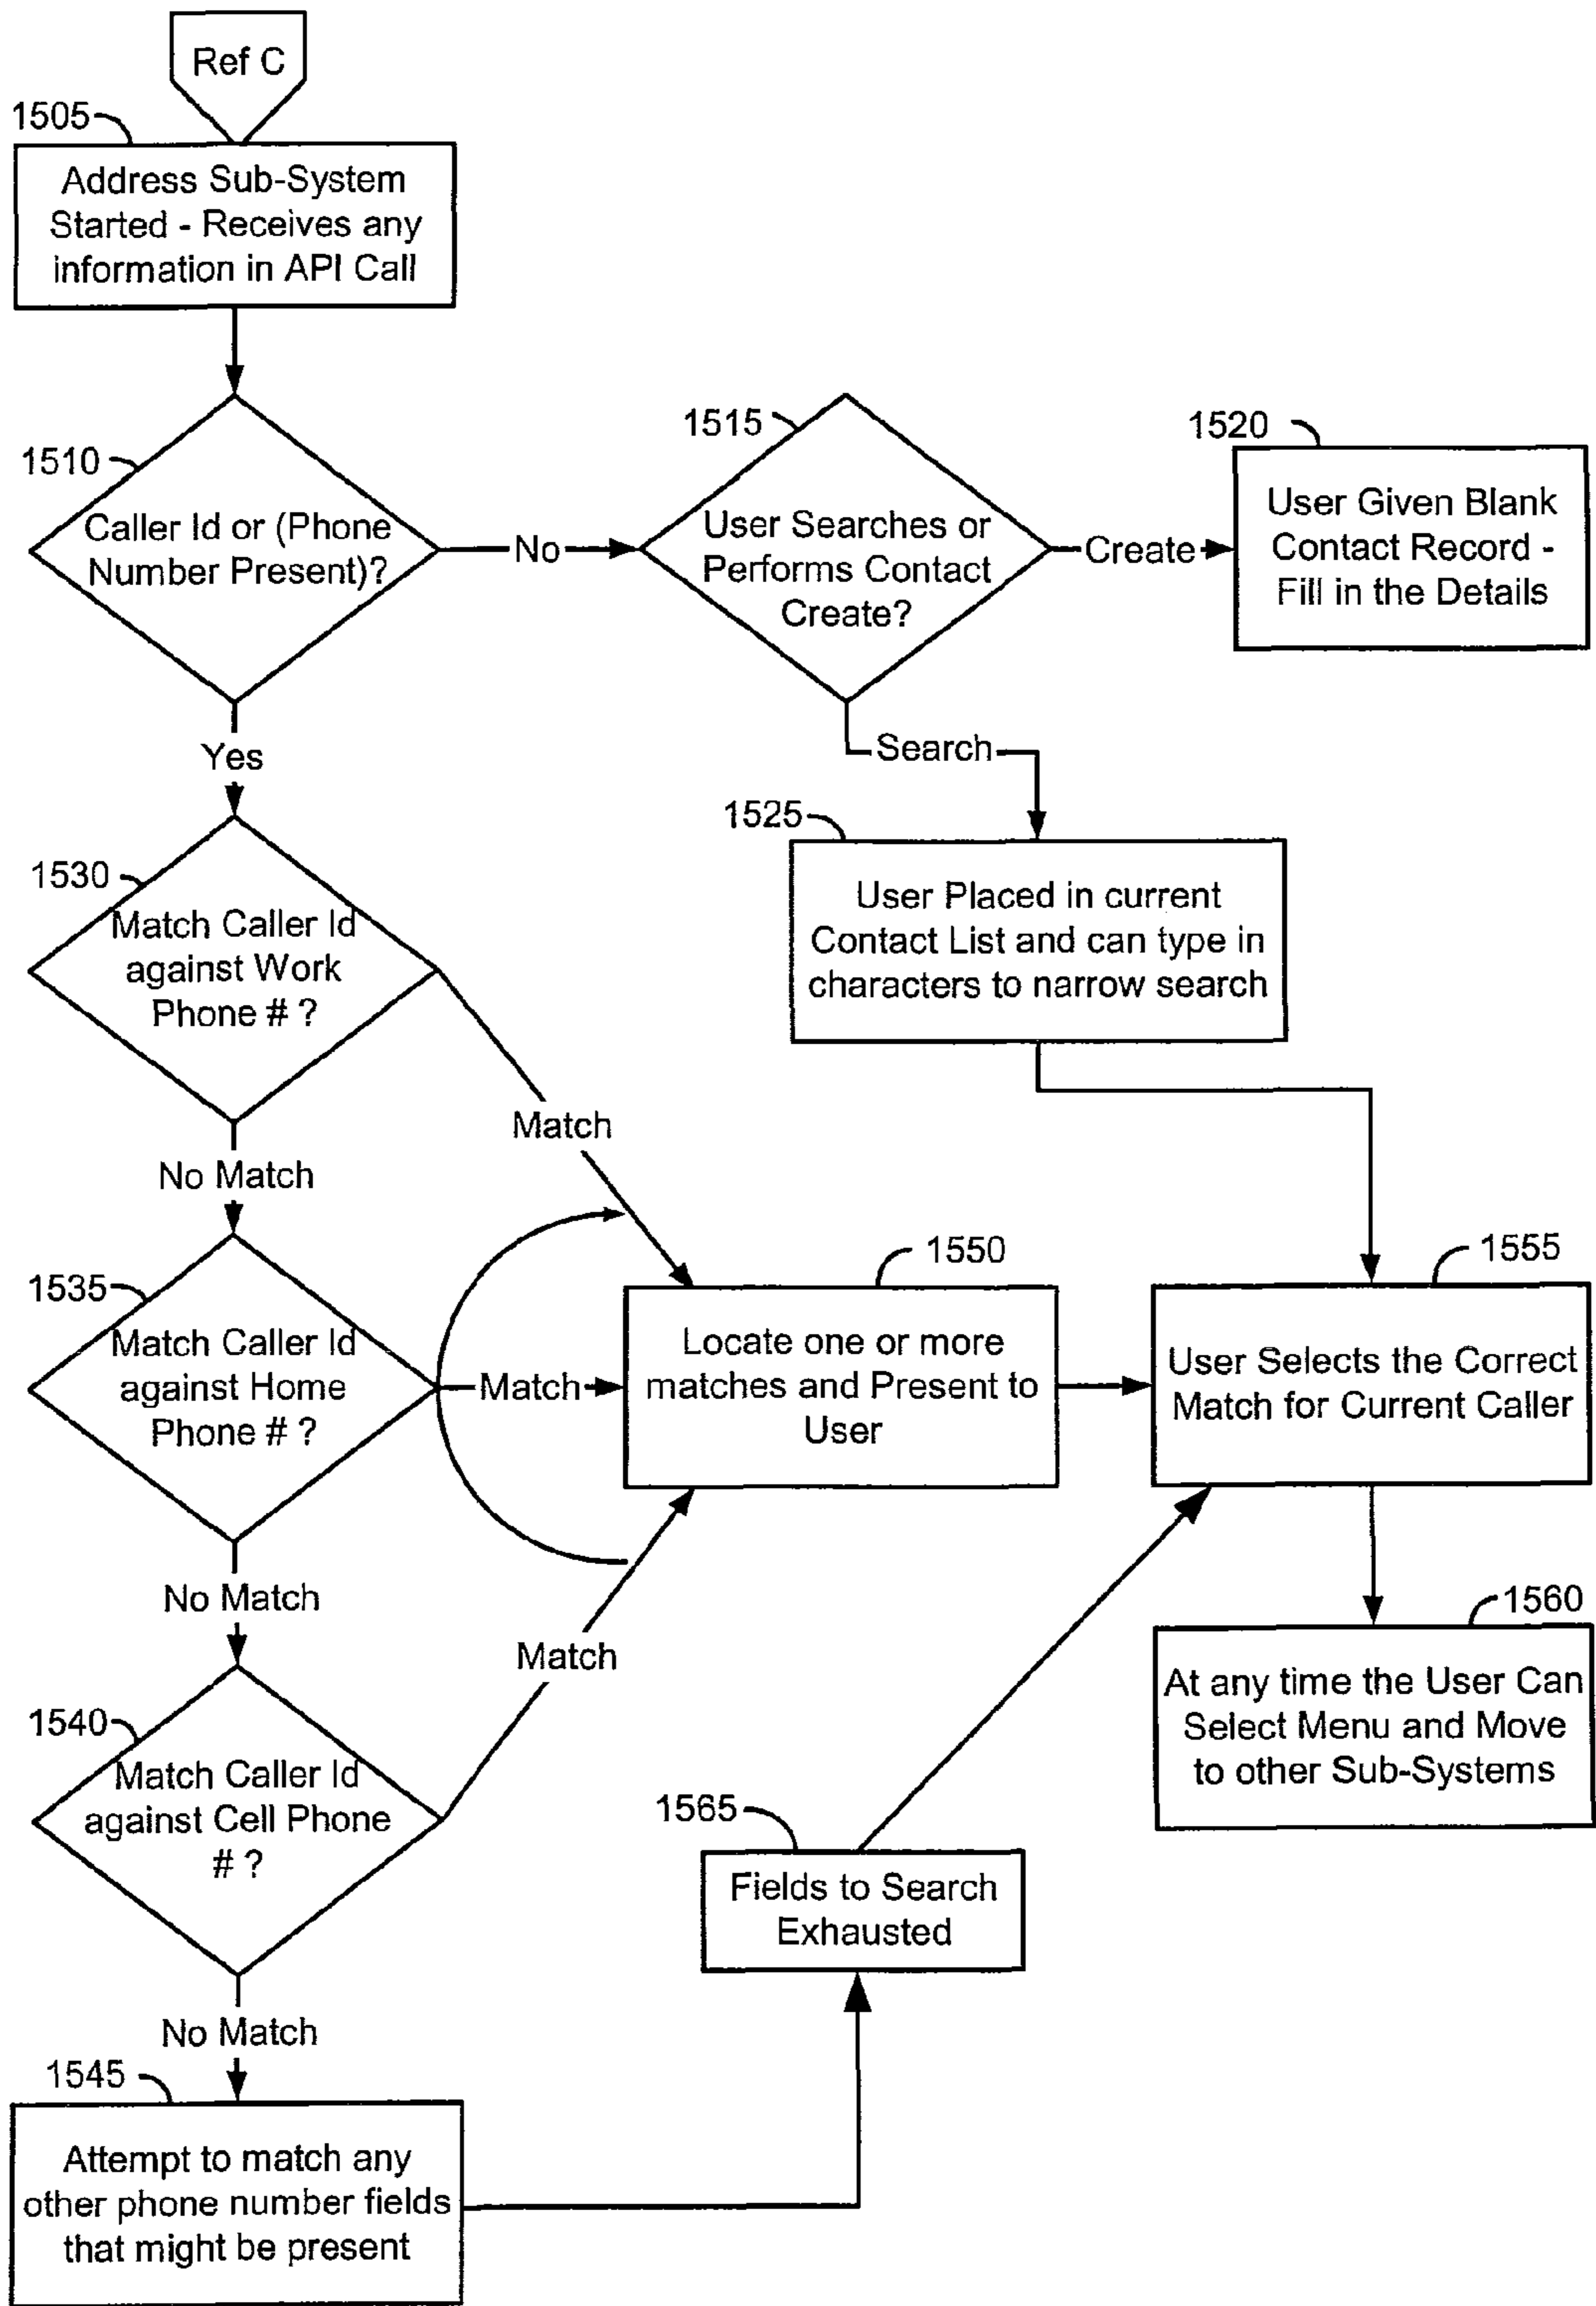 Ref C
1505
Address Sub-System
Started - Receives any
information in API Call
1510
Caller Id or (Phone
Number Present)?
No
1515
User Searches or
Performs Contact
Create?
Create
1520
User Given Blank
Contact Record -
Fill in the Details
Yes
Search
1525
User Placed in current
Contact List and can type in
characters to narrow search
1530
Match Caller Id
against Work
Phone # ?
Match
No Match
1535
Match Caller Id
against Home
Phone # ?
Match
1550
Locate one or more
matches and Present to
User
1555
User Selects the Correct
Match for Current Caller
No Match
1540
Match Caller Id
against Cell Phone
# ?
Match
1560
At any time the User Can
Select Menu and Move
to other Sub-Systems
1565
Fields to Search
Exhausted
No Match
1545
Attempt to match any
other phone number fields
that might be present